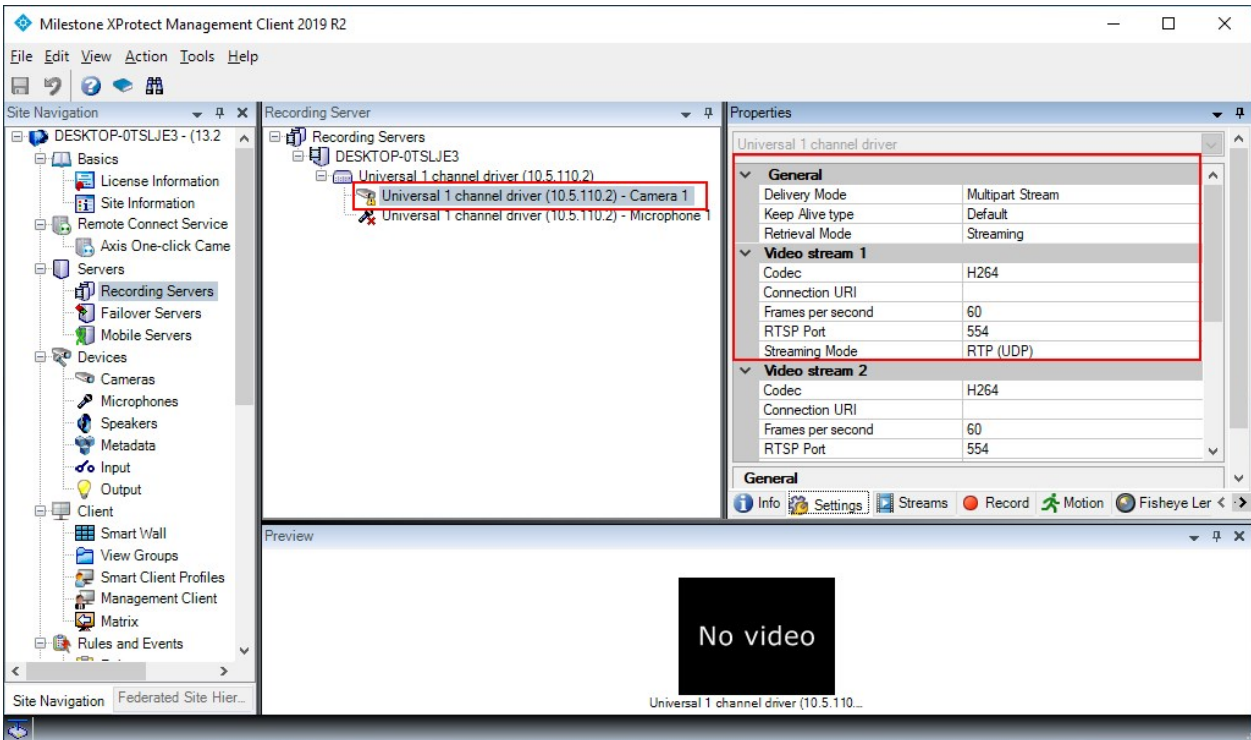 Milestone XProtect Management Client 2019 R2
File Edit View Action Tools Help
Site Navigation
DESKTOP-0TSLJE3 - (13.2
Basics
License Information
Site Information
Remote Connect Service
Axis One-click Came
Servers
Recording Servers
Failover Servers
Mobile Servers
Devices
Cameras
Microphones
Speakers
Metadata
Input
Output
Client
Smart Wall
View Groups
Smart Client Profiles
Management Client
Matrix
Rules and Events
Site Navigation Federated Site Hier...
Recording Server
Recording Servers
DESKTOP-0TSLJE3
Universal 1 channel driver (10.5.110.2)
Universal 1 channel driver (10.5.110.2) - Camera 1
Universal 1 channel driver (10.5.110.2) - Microphone 1
Properties
Universal 1 channel driver
General
Delivery Mode Multipart Stream
Keep Alive type Default
Retrieval Mode Streaming
Video stream 1
Codec H264
Connection URI
Frames per second 60
RTSP Port 554
Streaming Mode RTP (UDP)
Video stream 2
Codec H264
Connection URI
Frames per second 60
RTSP Port 554
General
Info Settings Streams Record Motion Fisheye Ler
Preview
No video
Universal 1 channel driver (10.5.110...